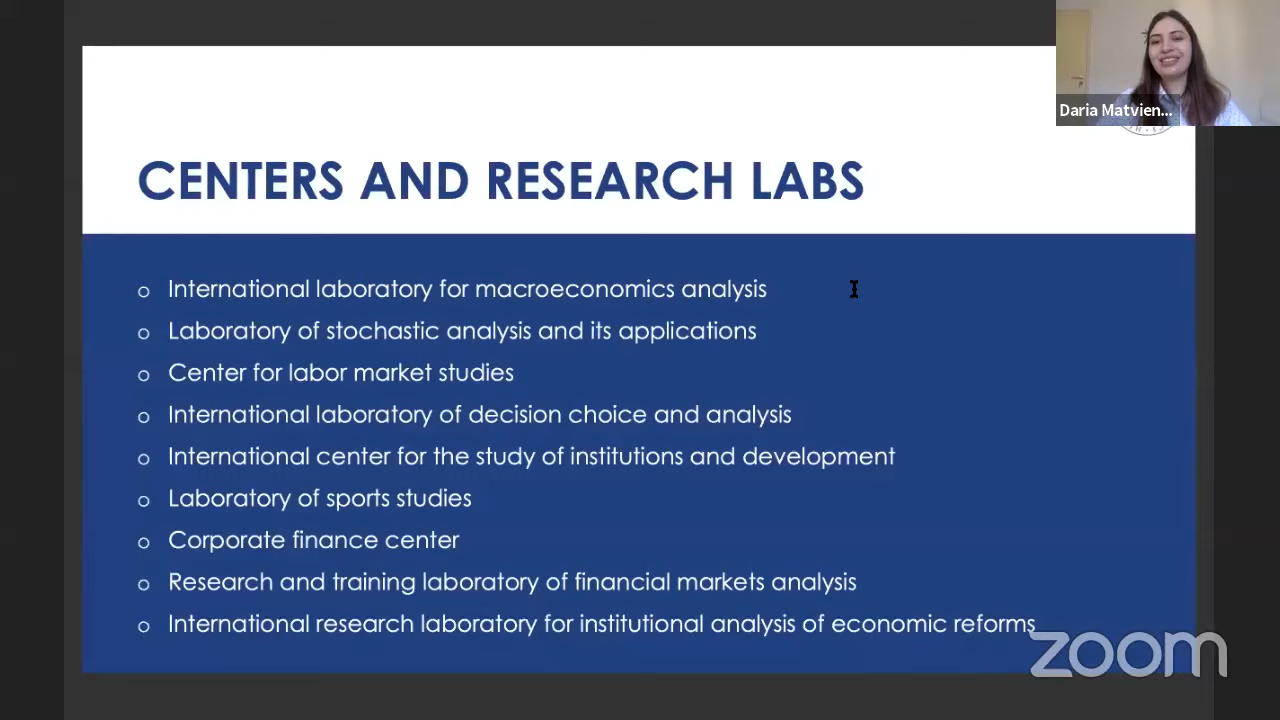 Daria Matvien...
CENTERS AND RESEARCH LABS
International laboratory for macroeconomics analysis
Laboratory of stochastic analysis and its applications
Center for labor market studies
International laboratory of decision choice and analysis
International center for the study of institutions and development
Laboratory of sports studies
Corporate finance center
Research and training laboratory of financial markets analysis
International research laboratory for institutional analysis of economic reforms
zoom